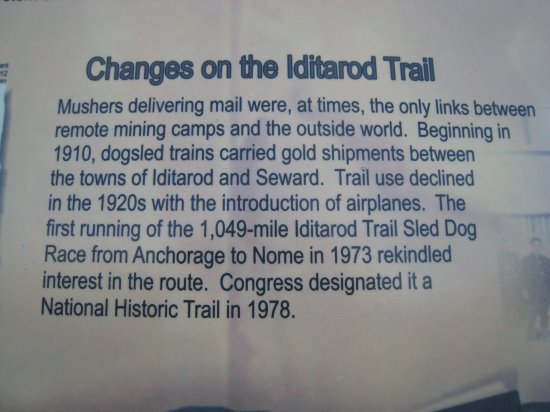 Changes on the Iditarod Trail
Mushers delivering mail were, at times, the only links between
remote mining camps and the outside world. Beginning in
1910, dogsled trains carried gold shipments between
the towns of Iditarod and Seward. Trail use declined
in the 1920s with the introduction of airplanes. The
first running of the 1,049-mile Iditarod Trail Sled Dog
Race from Anchorage to Nome in 1973 rekindled
interest in the route. Congress designated it a
National Historic Trail in 1978.